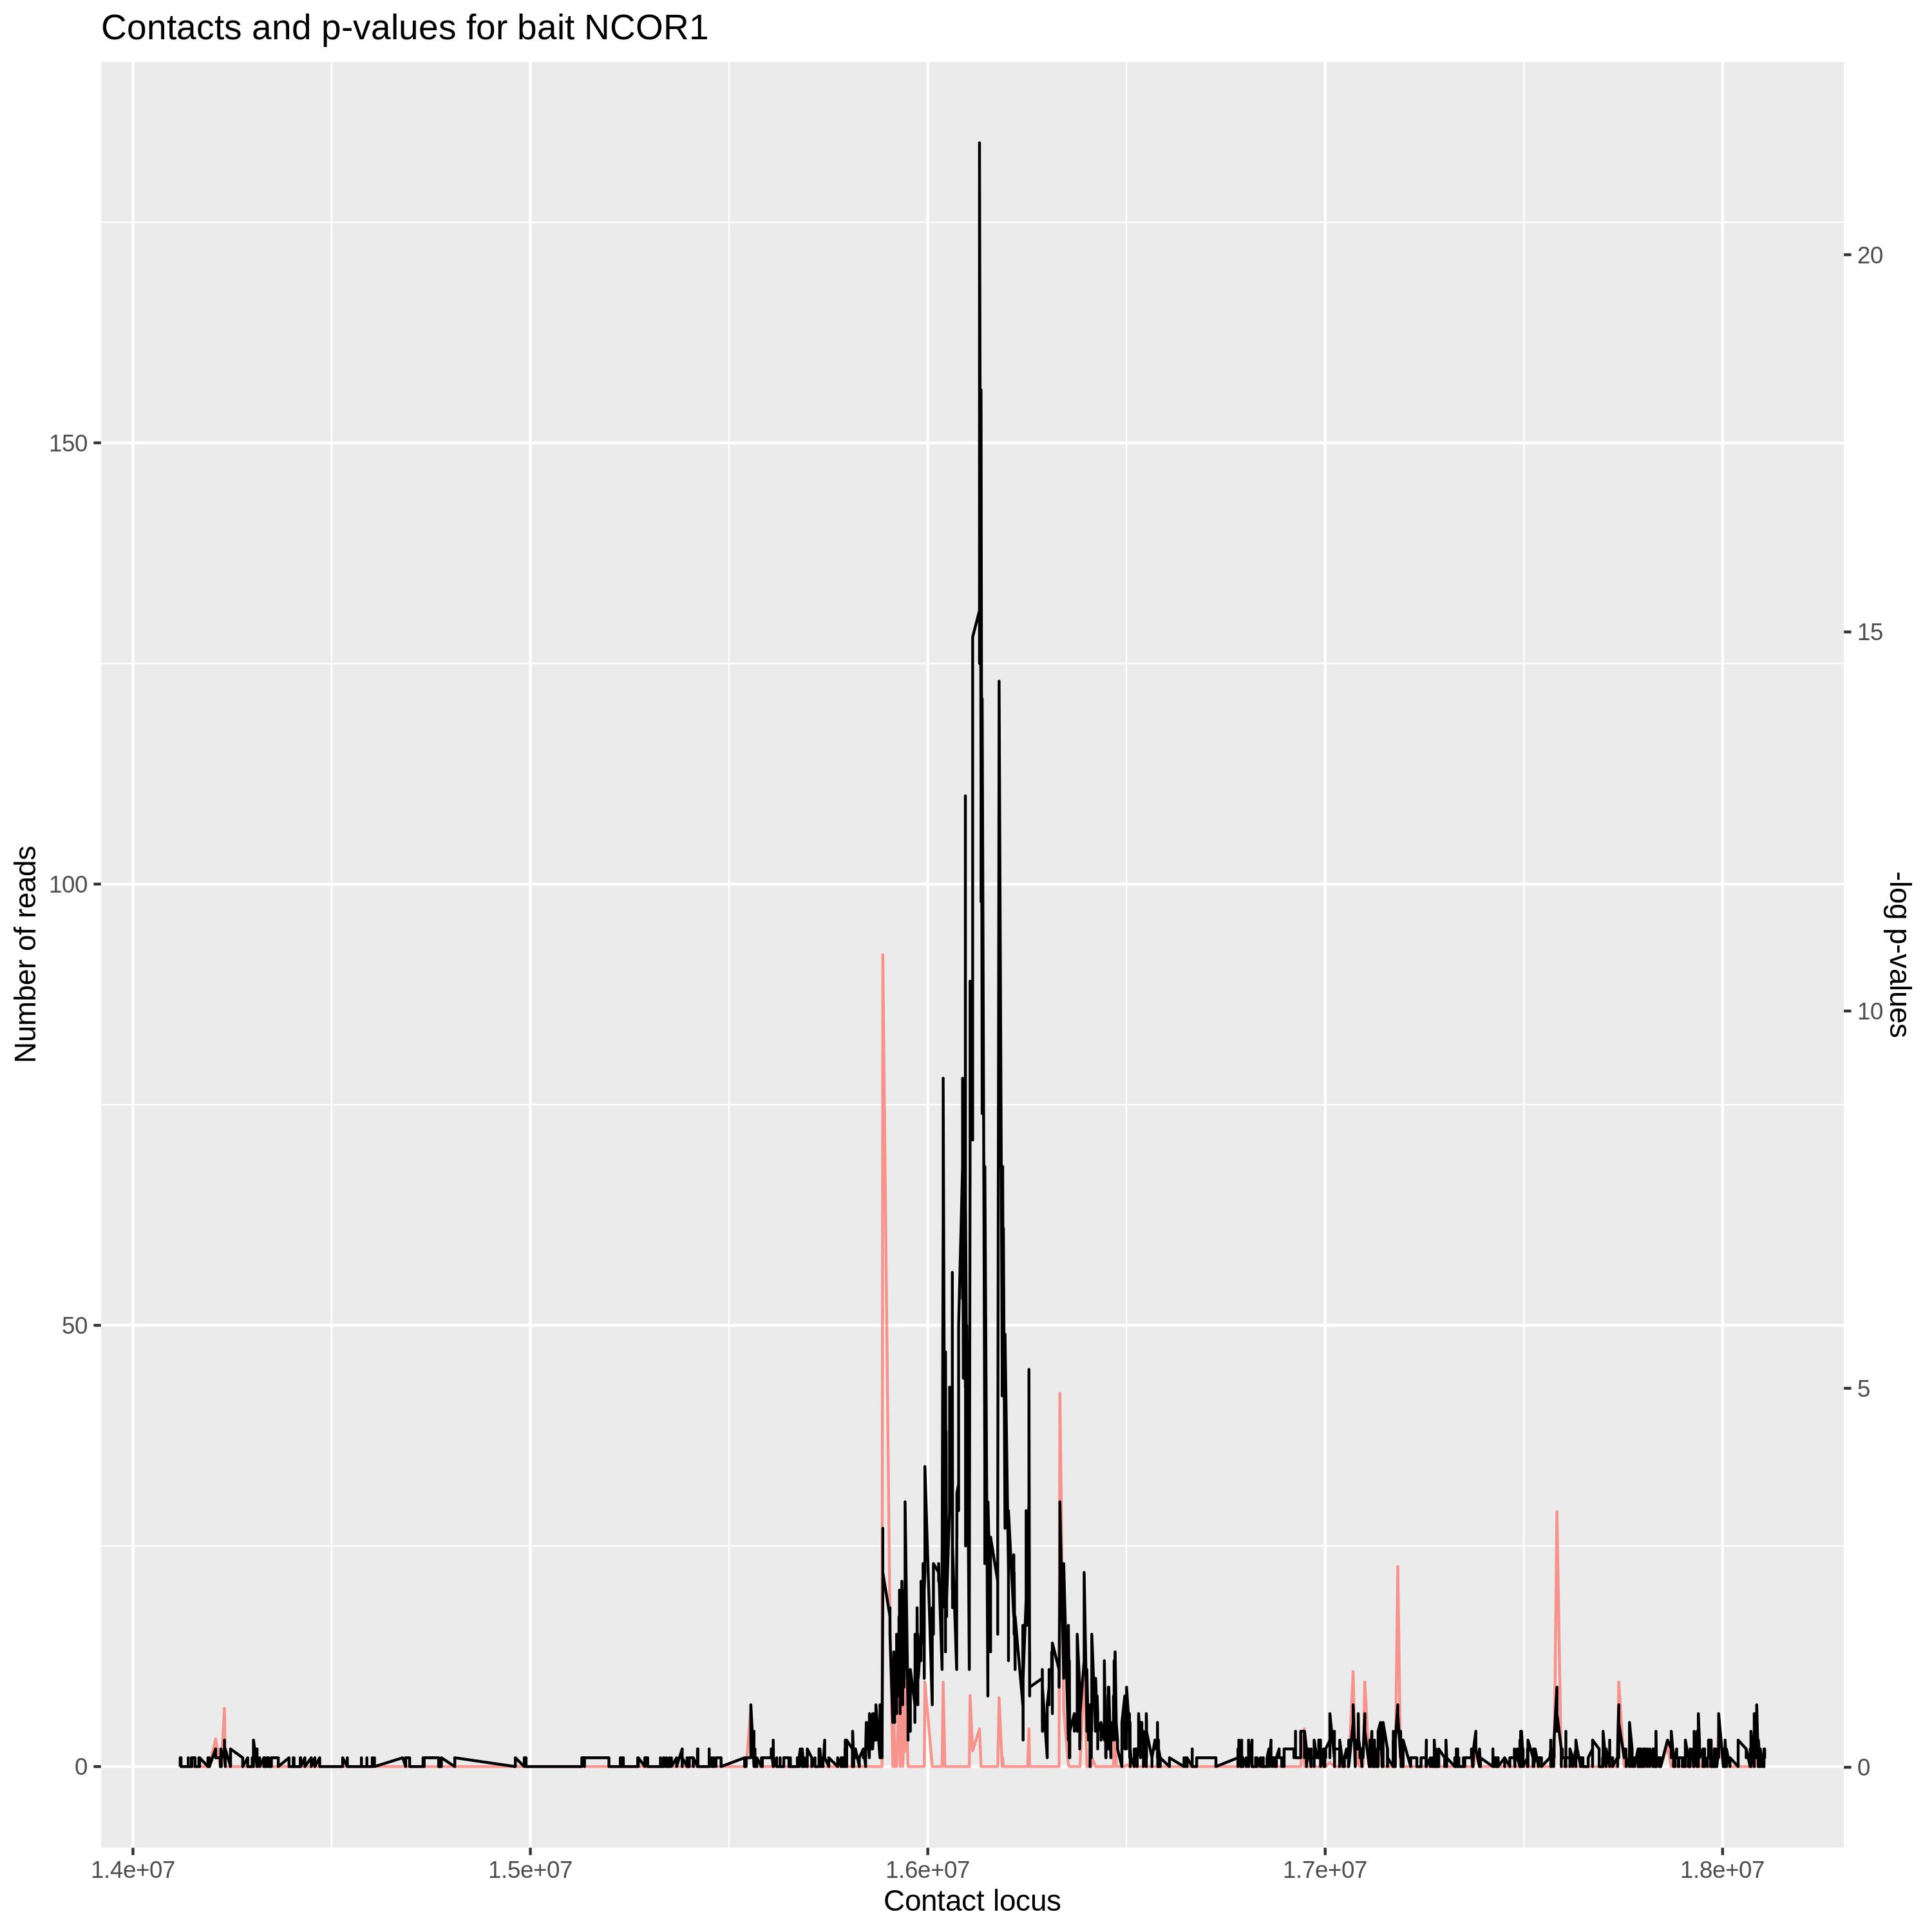 Contacts and p-values for bait NCOR1
150
100
50
0
Number of reads
20
15
10
5
0
-log p-values
1.4e+07
1.5e+07
1.6e+07
1.7e+07
1.8e+07
Contact locus